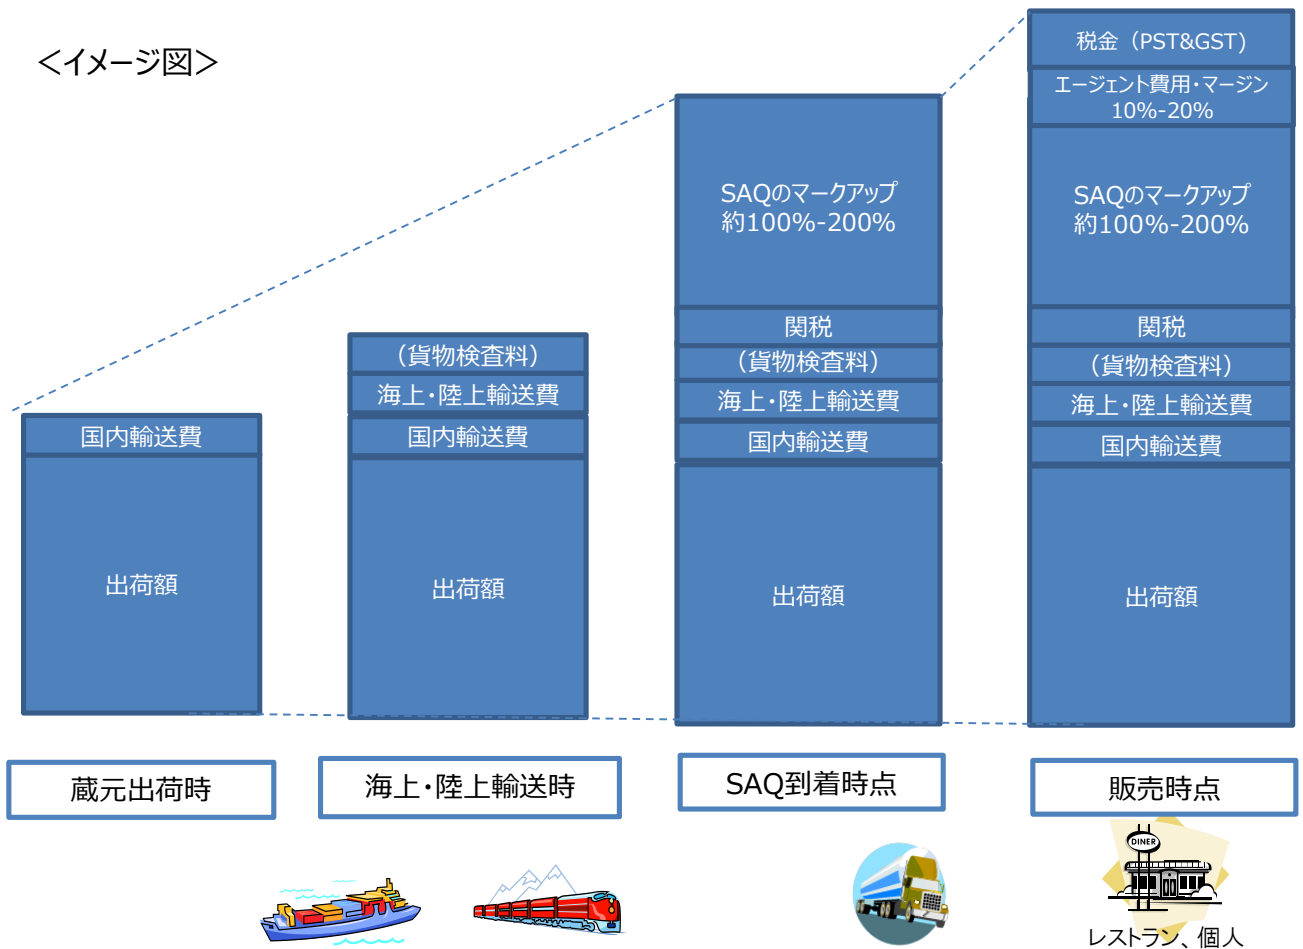 ＜イメージ図＞
国内輸送費
出荷額
蔵元出荷時
（貨物検査料）
海上・陸上輸送費
国内輸送費
出荷額
海上・陸上輸送時
SAQのマークアップ
約100%-200%
関税
（貨物検査料）
海上・陸上輸送費
国内輸送費
出荷額
SAQ到着時点
税金（PST&GST)
エージェント費用・マージン
10%-20%
SAQのマークアップ
約100%-200%
関税
（貨物検査料）
海上・陸上輸送費
国内輸送費
出荷額
販売時点
DINER
レストラン、個人